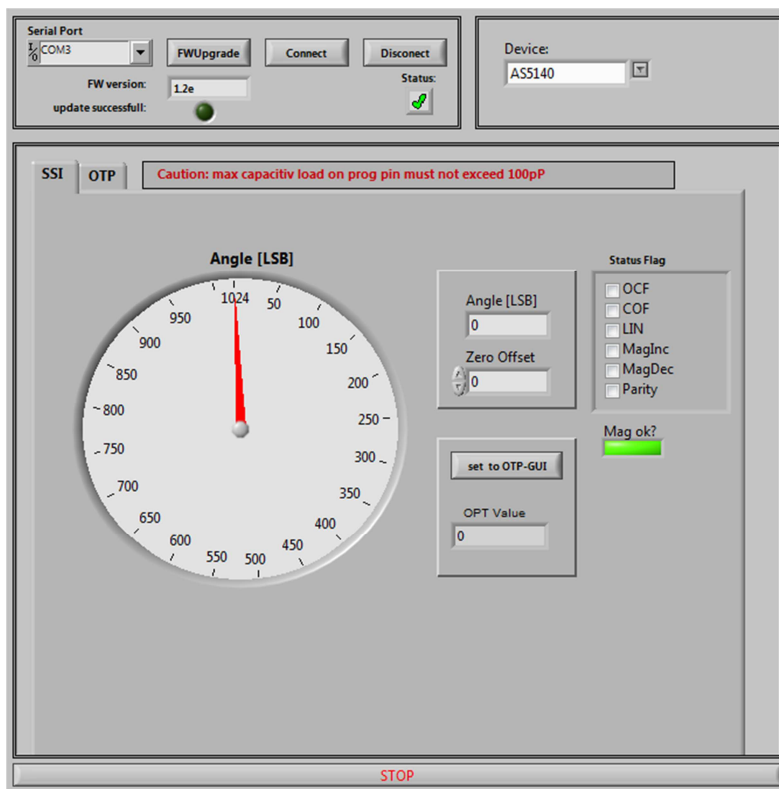 Serial Port
I/O COM3
FWUpgrade
Connect
Disconect
FW version:
1.2e
Status:
update successfull:
Device:
AS5140
SSI
OTP
Caution: max capacitiv load on prog pin must not exceed 100pP
Angle [LSB]
1024
50
100
150
200
250
300
350
400
450
500
550
600
650
700
750
800
850
900
950
Angle [LSB]
0
Zero Offset
0
set to OTP-GUI
OPT Value
0
Status Flag
OCF
COF
LIN
MagInc
MagDec
Parity
Mag ok?
STOP